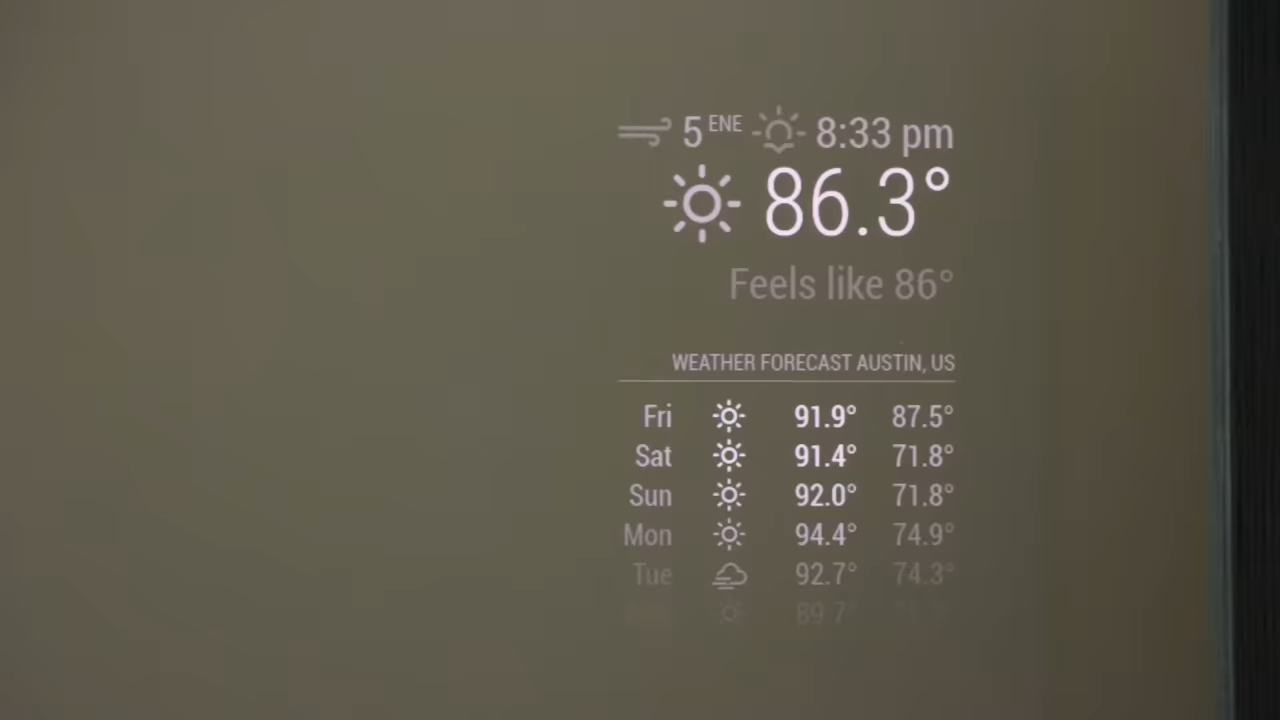 5 ENE 8:33 pm
86.3°
Feels like 86°
WEATHER FORECAST AUSTIN, US
Fri 91.9° 87.5°
Sat 91.4° 71.8°
Sun 92.0° 71.8°
Mon 94.4° 74.9°
Tue 92.7° 74.3°
89.7°